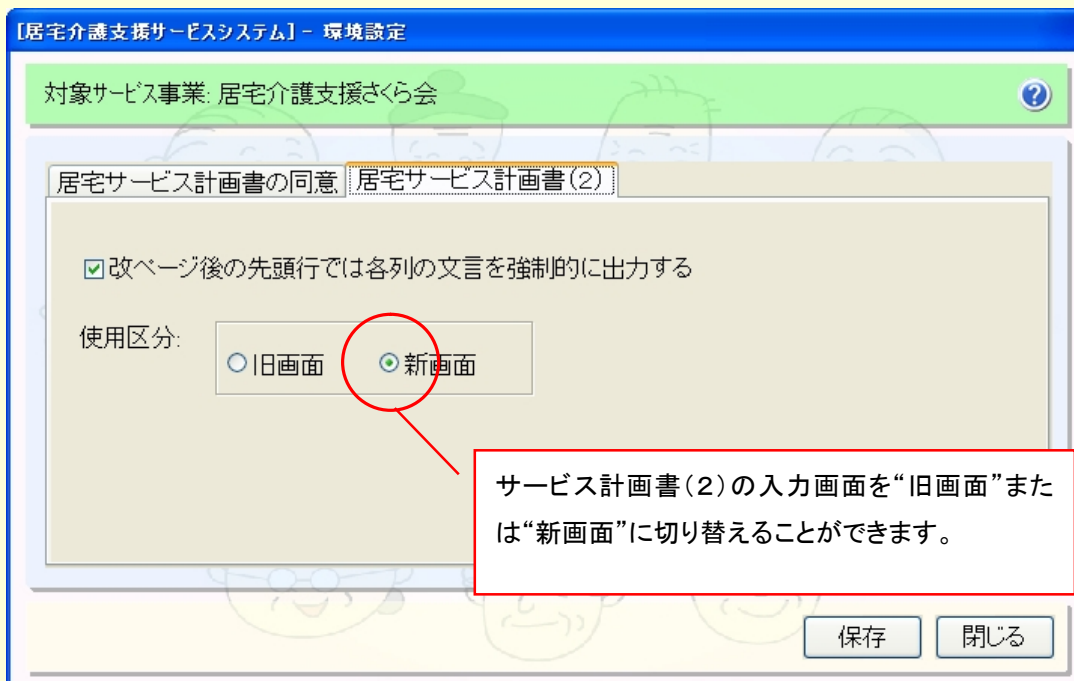 [居宅介護支援サービスシステム] - 環境設定
対象サービス事業: 居宅介護支援さくら会
?
居宅サービス計画書の同意 居宅サービス計画書(2)
改ページ後の先頭行では各列の文言を強制的に出力する
使用区分:
旧画面 新画面
サービス計画書(２)の入力画面を“旧画面”また
は“新画面”に切り替えることができます。
保存 閉じる